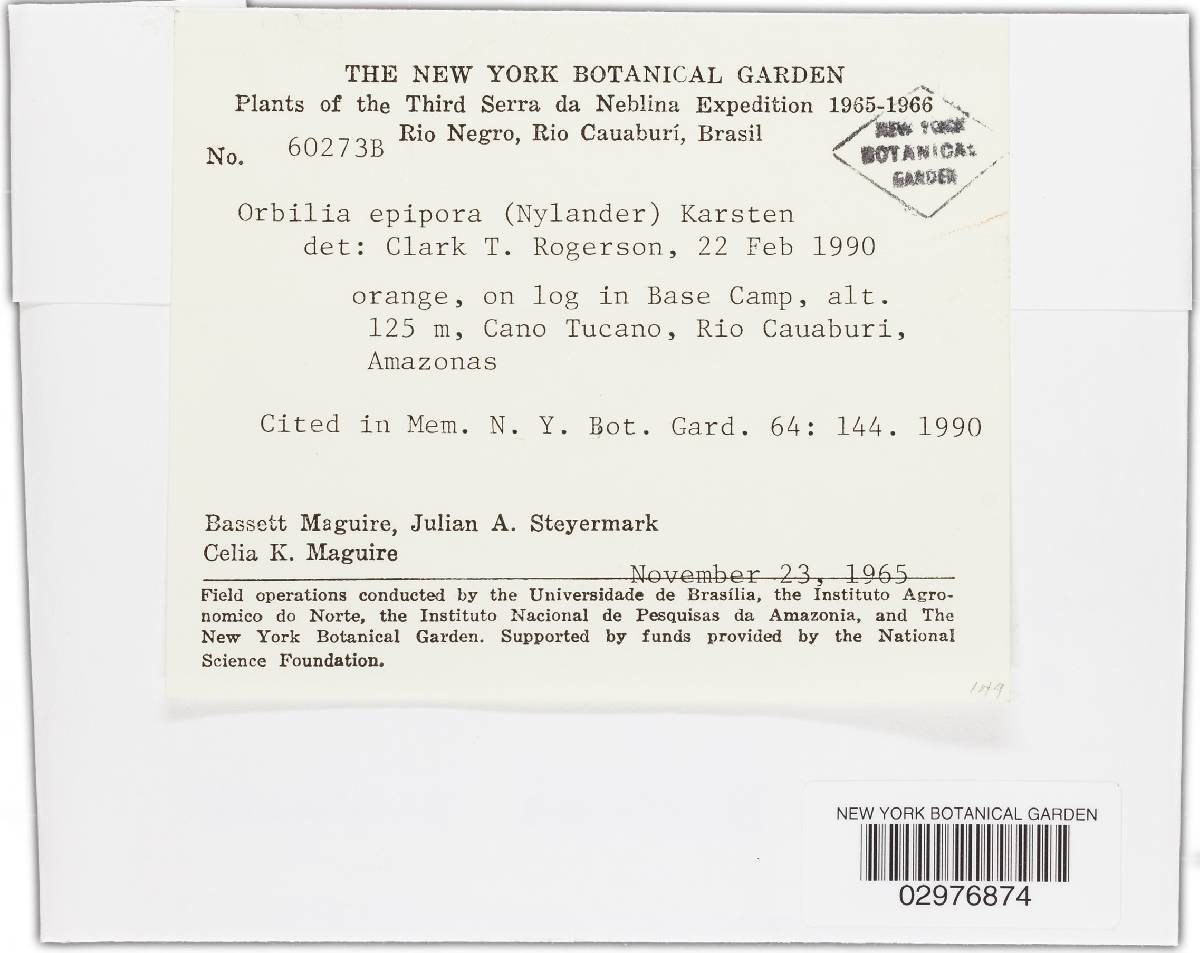 THE NEW YORK BOTANICAL GARDEN
Plants of the Third Serra da Neblina Expedition 1965-1966
Rio Negro, Rio Cauaburí, Brasil
No. 60273B
NEW YORK
BOTANICAL
GARDEN
Orbilia epipora (Nylander) Karsten
det: Clark T. Rogerson, 22 Feb 1990
orange, on log in Base Camp, alt.
125 m, Cano Tucano, Rio Cauaburi,
Amazonas
Cited in Mem. N. Y. Bot. Gard. 64: 144. 1990
Bassett Maguire, Julian A. Steyermark
Celia K. Maguire
November 23, 1965
Field operations conducted by the Universidade de Brasília, the Instituto Agro-
nomico do Norte, the Instituto Nacional de Pesquisas da Amazonia, and The
New York Botanical Garden. Supported by funds provided by the National
Science Foundation.
NEW YORK BOTANICAL GARDEN
02976874